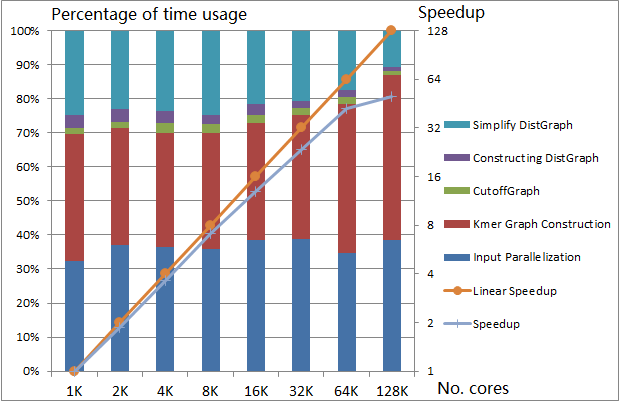 Percentage of time usage
Speedup
100%
90%
80%
70%
60%
50%
40%
30%
20%
10%
0%
128
64
32
16
8
4
2
1
Simplify DistGraph
Constructing DistGraph
CutoffGraph
Kmer Graph Construction
Input Parallelization
Linear Speedup
Speedup
1K 2K 4K 8K 16K 32K 64K 128K
No. cores